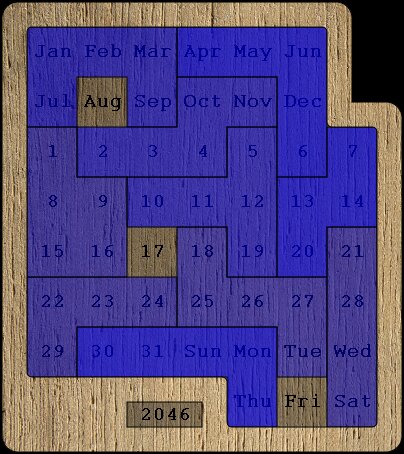 Jan Feb Mar Apr May Jun
Jul Aug Sep Oct Nov Dec
1 2 3 4 5 6 7
8 9 10 11 12 13 14
15 16 17 18 19 20 21
22 23 24 25 26 27 28
29 30 31 Sun Mon Tue Wed
Thu Fri Sat
2046